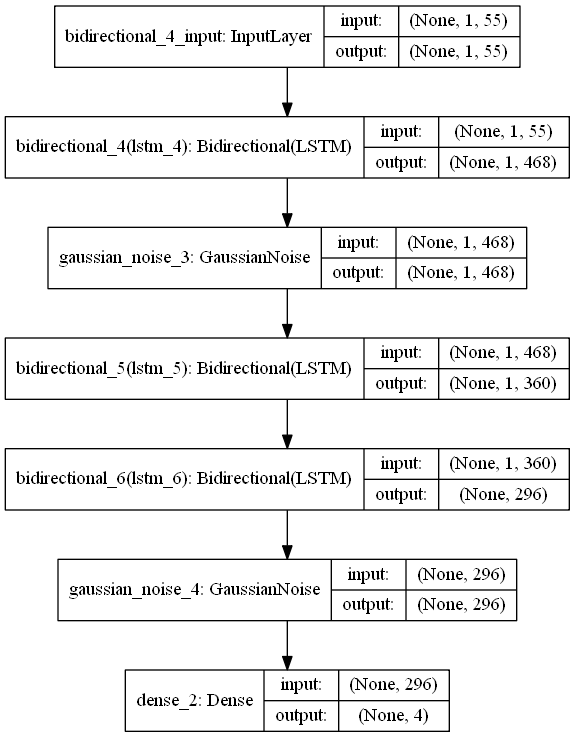 bidirectional_4_input: InputLayer
input: (None, 1, 55)
output: (None, 1, 55)
bidirectional_4(lstm_4): Bidirectional(LSTM)
input: (None, 1, 55)
output: (None, 1, 468)
gaussian_noise_3: GaussianNoise
input: (None, 1, 468)
output: (None, 1, 468)
bidirectional_5(lstm_5): Bidirectional(LSTM)
input: (None, 1, 468)
output: (None, 1, 360)
bidirectional_6(lstm_6): Bidirectional(LSTM)
input: (None, 1, 360)
output: (None, 296)
gaussian_noise_4: GaussianNoise
input: (None, 296)
output: (None, 296)
dense_2: Dense
input: (None, 296)
output: (None, 4)